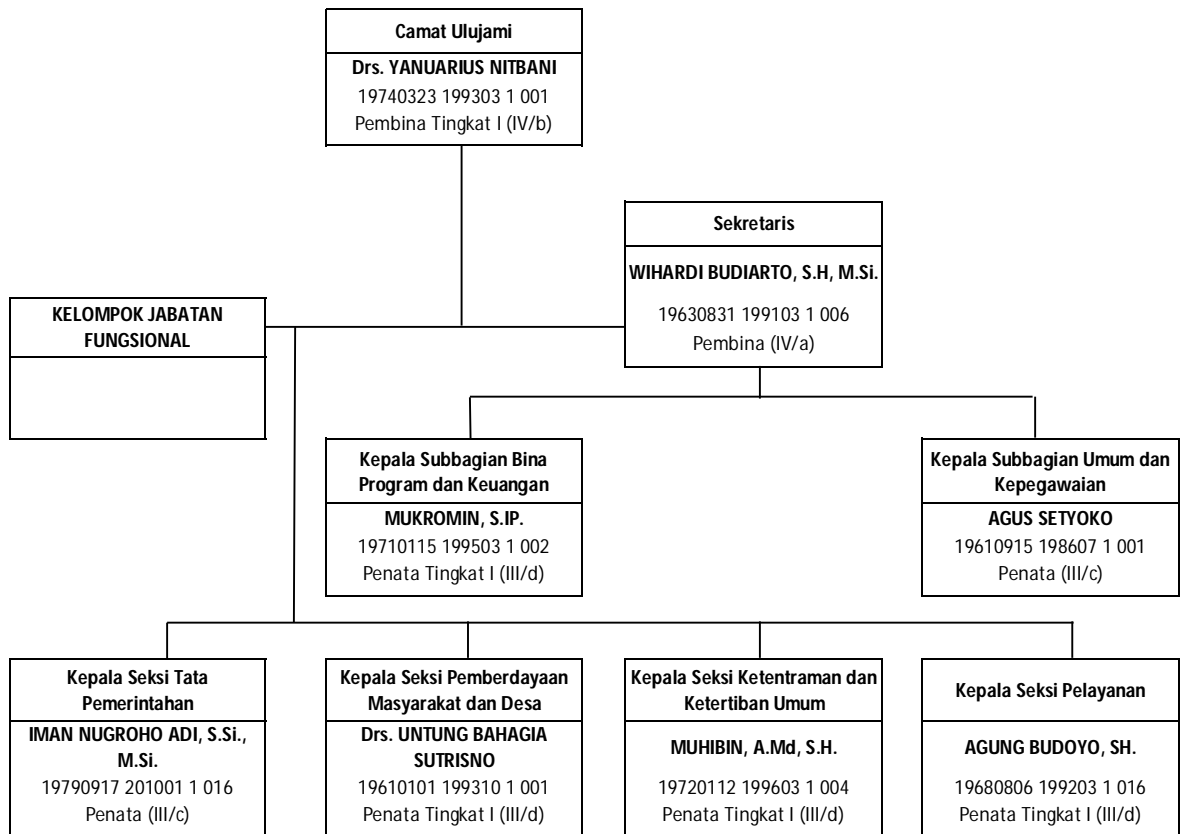 Camat Ulujami
Drs. YANUARIUS NITBANI
19740323 199303 1 001
Pembina Tingkat I (IV/b)
Sekretaris
WIHARDI BUDIARTO, S.H, M.Si.
19630831 199103 1 006
Pembina (IV/a)
KELOMPOK JABATAN
FUNGSIONAL
Kepala Subbagian Bina
Program dan Keuangan
MUKROMIN, S.IP.
19710115 199503 1 002
Penata Tingkat I (III/d)
Kepala Subbagian Umum dan
Kepegawaian
AGUS SETYOKO
19610915 198607 1 001
Penata (III/c)
Kepala Seksi Tata
Pemerintahan
IMAN NUGROHO ADI, S.Si.,
M.Si.
19790917 201001 1 016
Penata (III/c)
Kepala Seksi Pemberdayaan
Masyarakat dan Desa
Drs. UNTUNG BAHAGIA
SUTRISNO
19610101 199310 1 001
Penata Tingkat I (III/d)
Kepala Seksi Ketentraman dan
Ketertiban Umum
MUHIBIN, A.Md, S.H.
19720112 199603 1 004
Penata Tingkat I (III/d)
Kepala Seksi Pelayanan
AGUNG BUDOYO, SH.
19680806 199203 1 016
Penata Tingkat I (III/d)